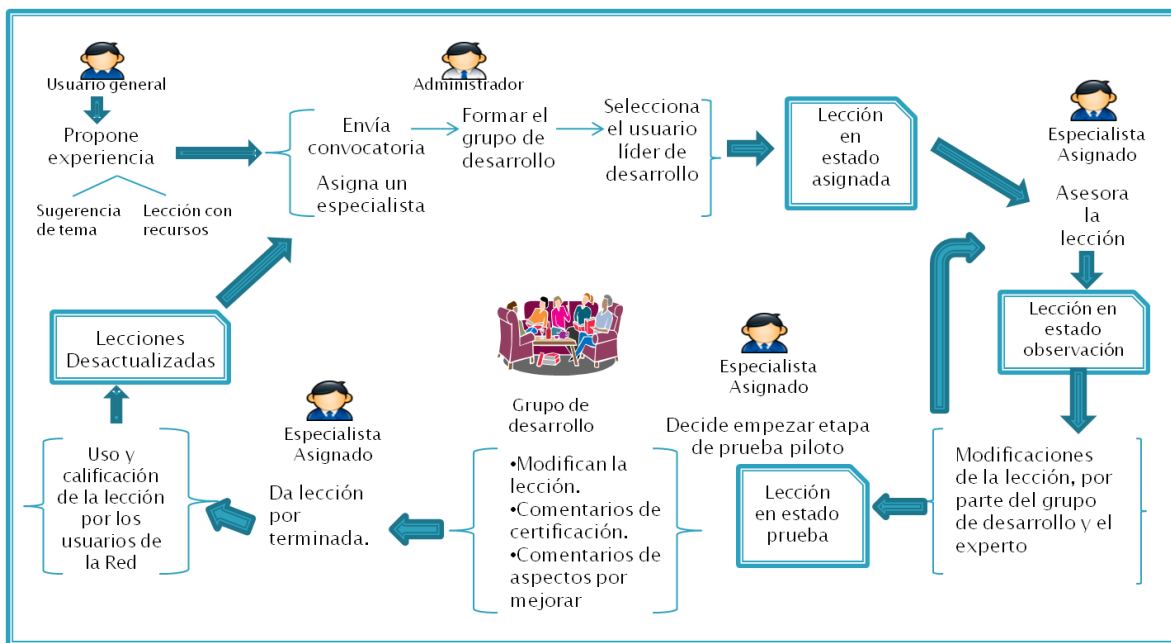 Usuario general
Propone
experiencia
Sugerencia
de tema
Lección con
recursos
Administrador
Envía
convocatoria
Formar el
grupo de
desarrollo
Selecciona
el usuario
líder de
desarrollo
Asigna un
especialista
Lección
en
estado
asignada
Especialista
Asignado
Asesora
la
lección
Lección en
estado
observación
Modificaciones
de la lección, por
parte del grupo
de desarrollo y el
experto
Especialista
Asignado
Decide empezar etapa
de prueba piloto
Lección
en estado
prueba
Grupo de
desarrollo
•Modifican la
lección.
•Comentarios de
certificación.
•Comentarios de
aspectos por
mejorar
Especialista
Asignado
Da lección
por
terminada.
Uso y
calificación
de la lección
por los
usuarios de
la Red
Lecciones
Desactualizadas